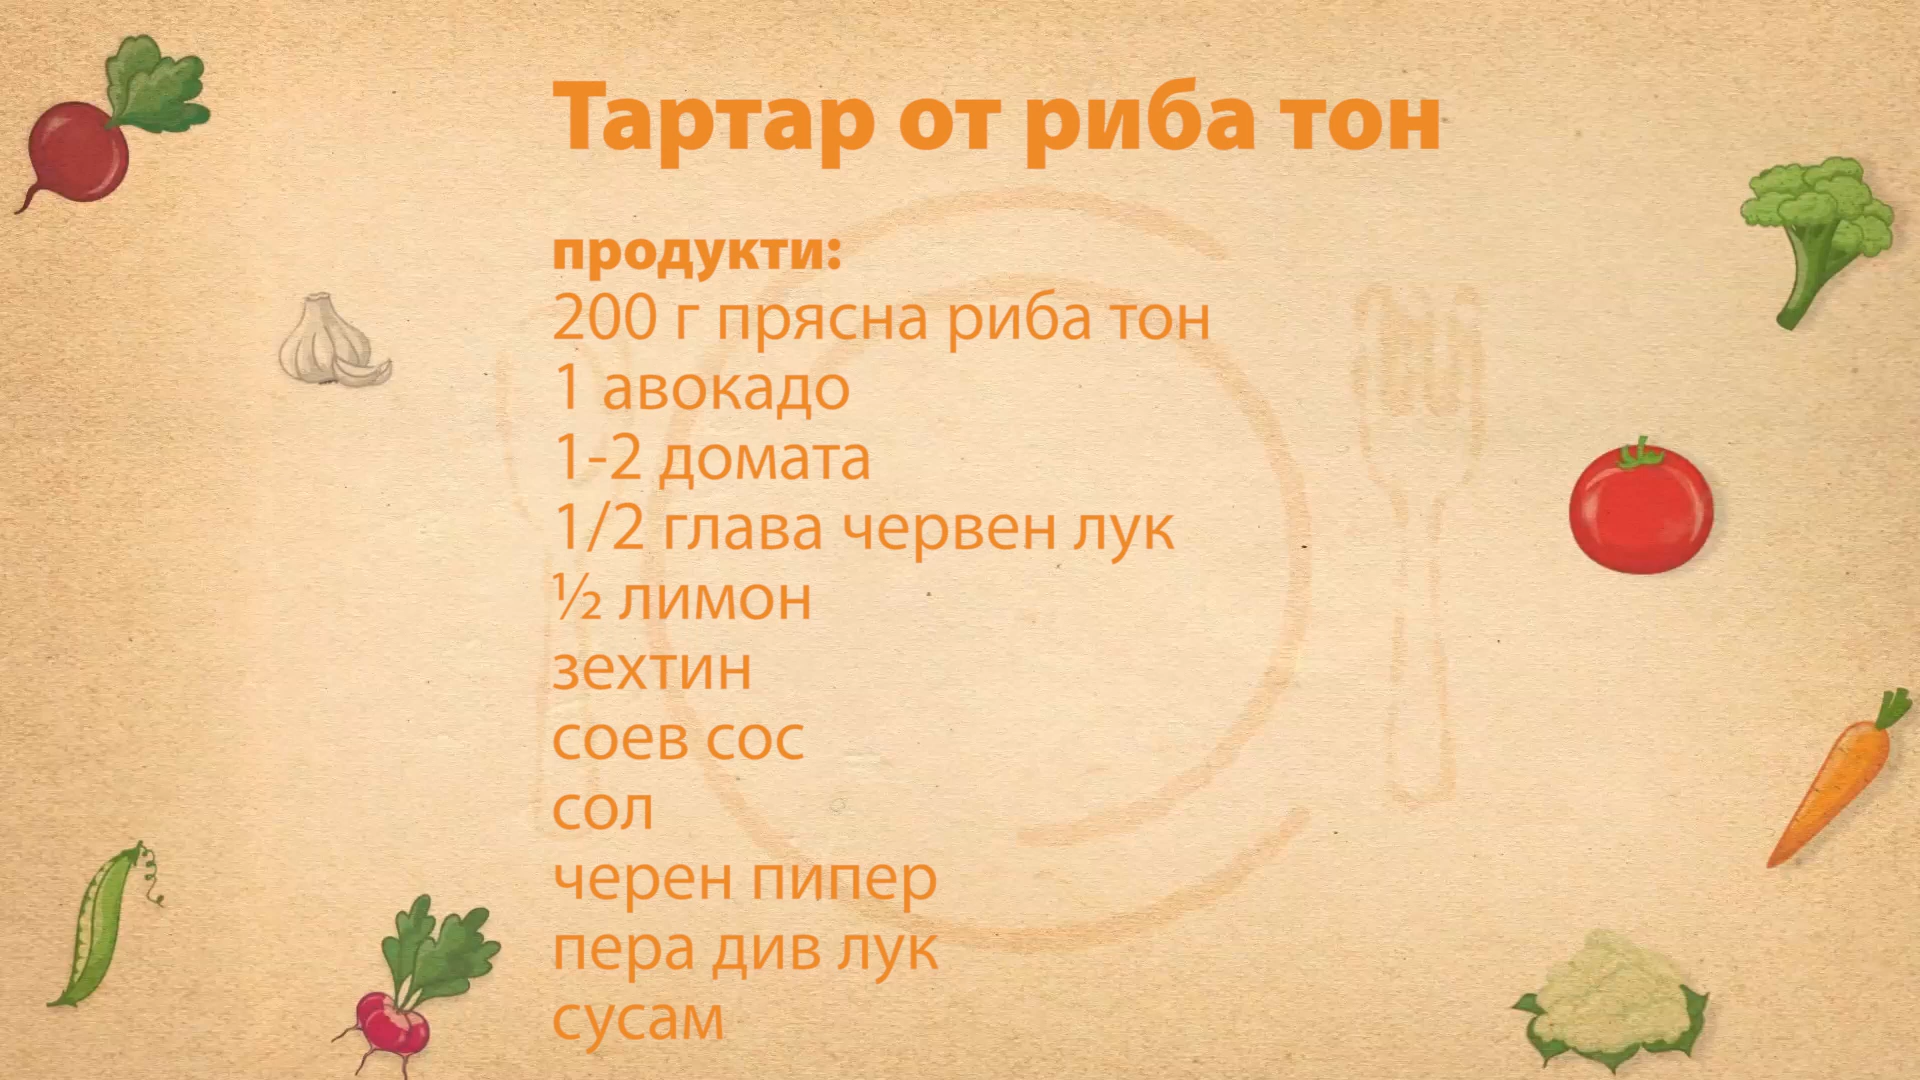 Тартар от риба тон
продукти:
200 г прясна риба тон
1 авокадо
1-2 домата
1/2 глава червен лук
½ лимон
зехтин
соев сос
сол
черен пипер
пера див лук
сусам